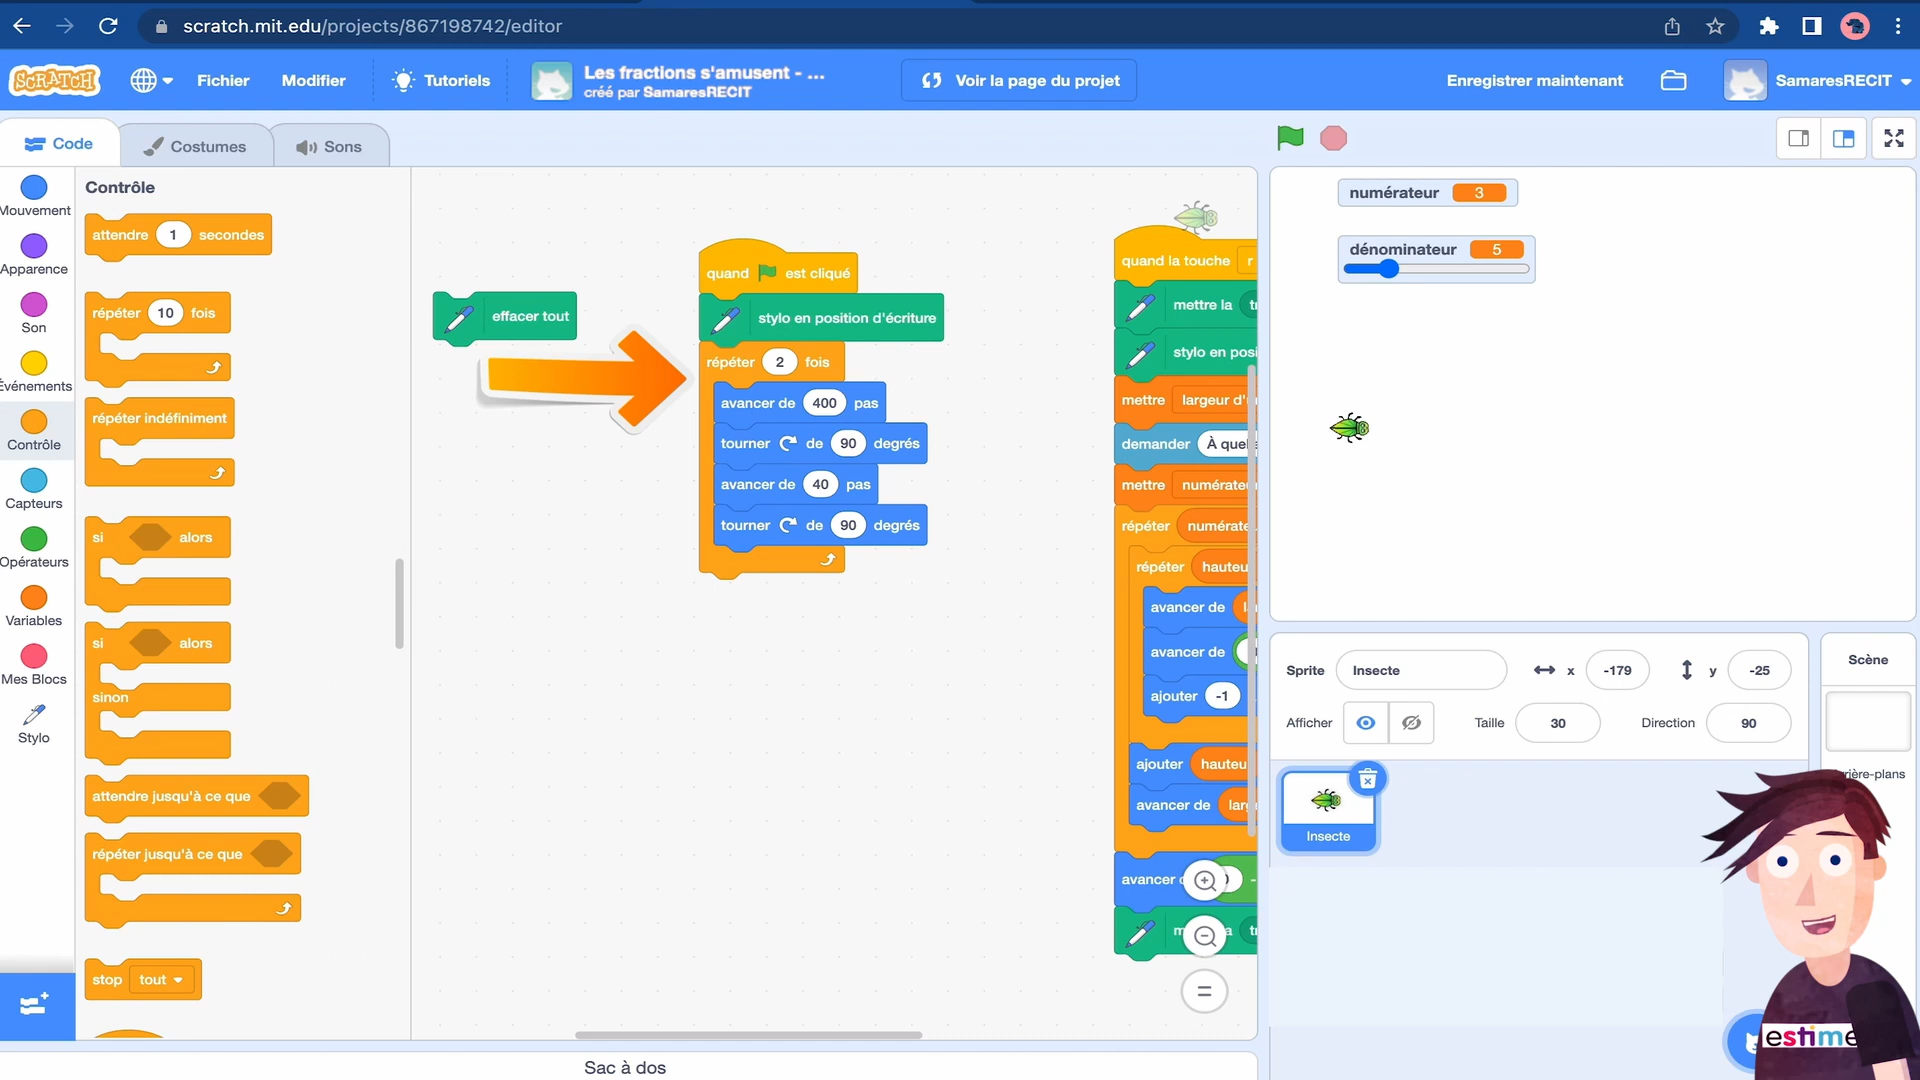 scratch.mit.edu/projects/867198742/editor
SCRATCH
Fichier
Modifier
Tutoriels
Les fractions s'amusent - ...
créé par SamaresRECIT
Voir la page du projet
Enregistrer maintenant
SamaresRECIT
Code
Costumes
Sons
Mouvement
Apparence
Son
Événements
Contrôle
Capteurs
Opérateurs
Variables
Mes Blocs
Stylo
Contrôle
attendre 1 secondes
répéter 10 fois
répéter indéfiniment
si alors
si alors
sinon
attendre jusqu'à ce que
répéter jusqu'à ce que
stop tout
effacer tout
quand est cliqué
stylo en position d'écriture
répéter 2 fois
avancer de 400 pas
tourner de 90 degrés
avancer de 40 pas
tourner de 90 degrés
quand la touche r
mettre la
stylo en posi
mettre largeur d'
demander À quel
mettre numérate
répéter numérate
répéter hauteu
avancer de
avancer de
ajouter -1
ajouter hauteu
avancer de larg
avancer
numérateur 3
dénominateur 5
Sprite Insecte x -179 y -25
Afficher Taille 30 Direction 90
Insecte
Scène
rière-plans
estime
Sac à dos